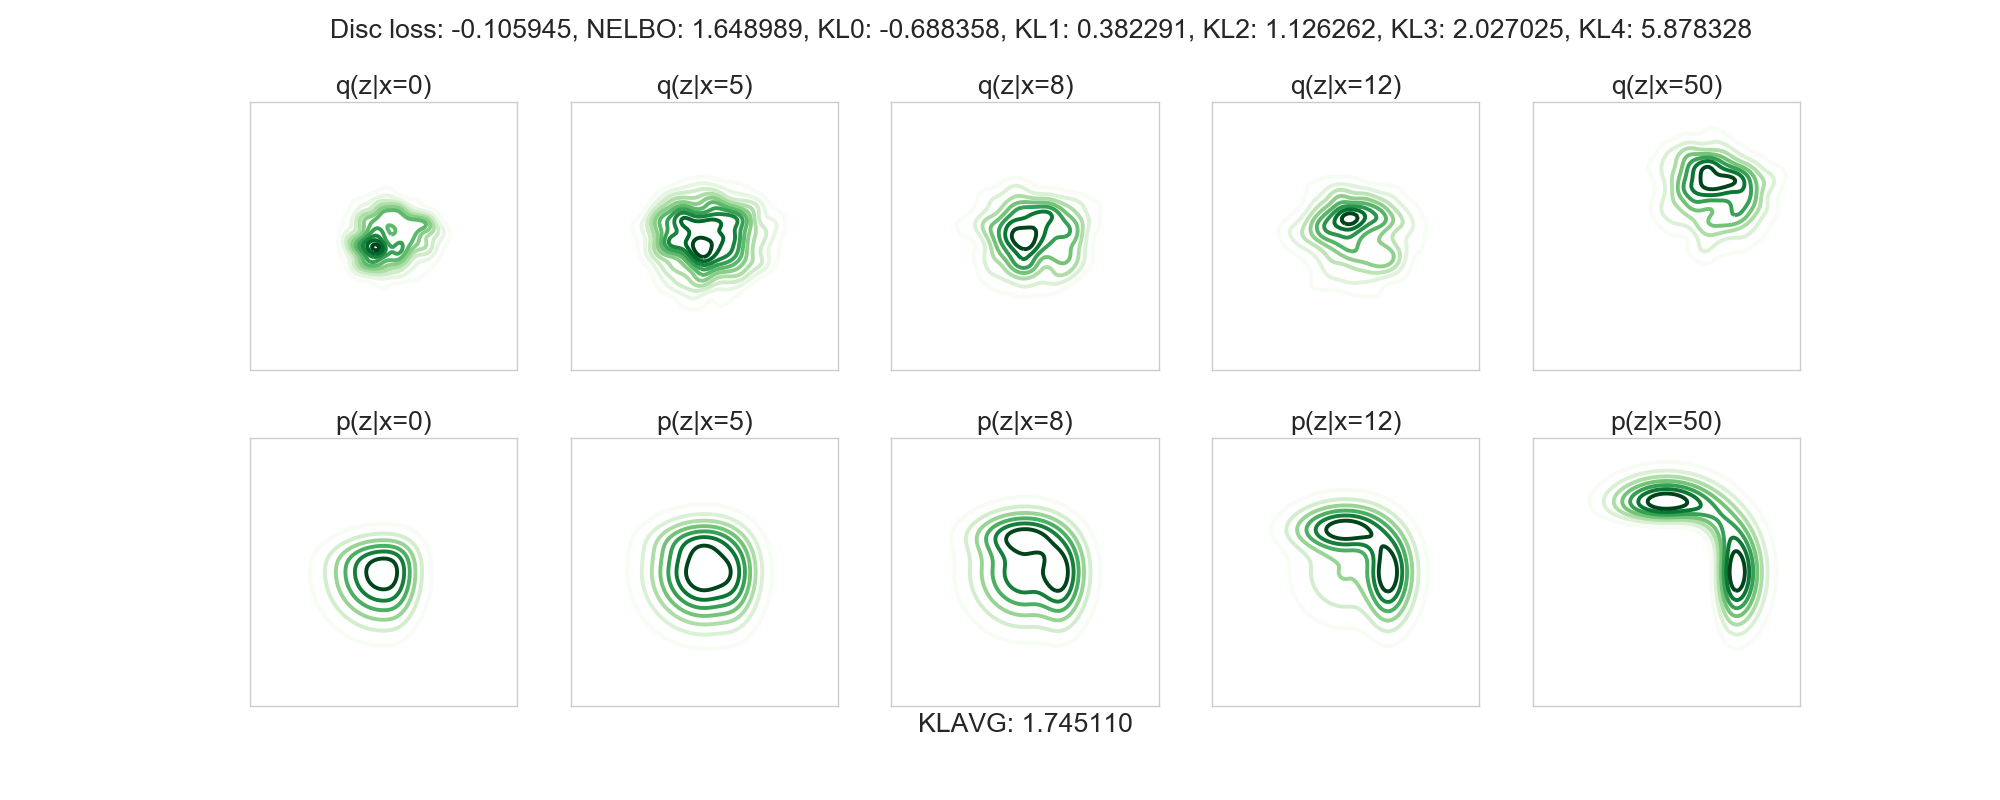 Disc loss: -0.105945, NELBO: 1.648989, KL0: -0.688358, KL1: 0.382291, KL2: 1.126262, KL3: 2.027025, KL4: 5.878328
q(z|x=0)
q(z|x=5)
q(z|x=8)
q(z|x=12)
q(z|x=50)
p(z|x=0)
p(z|x=5)
p(z|x=8)
p(z|x=12)
p(z|x=50)
KLAVG: 1.745110